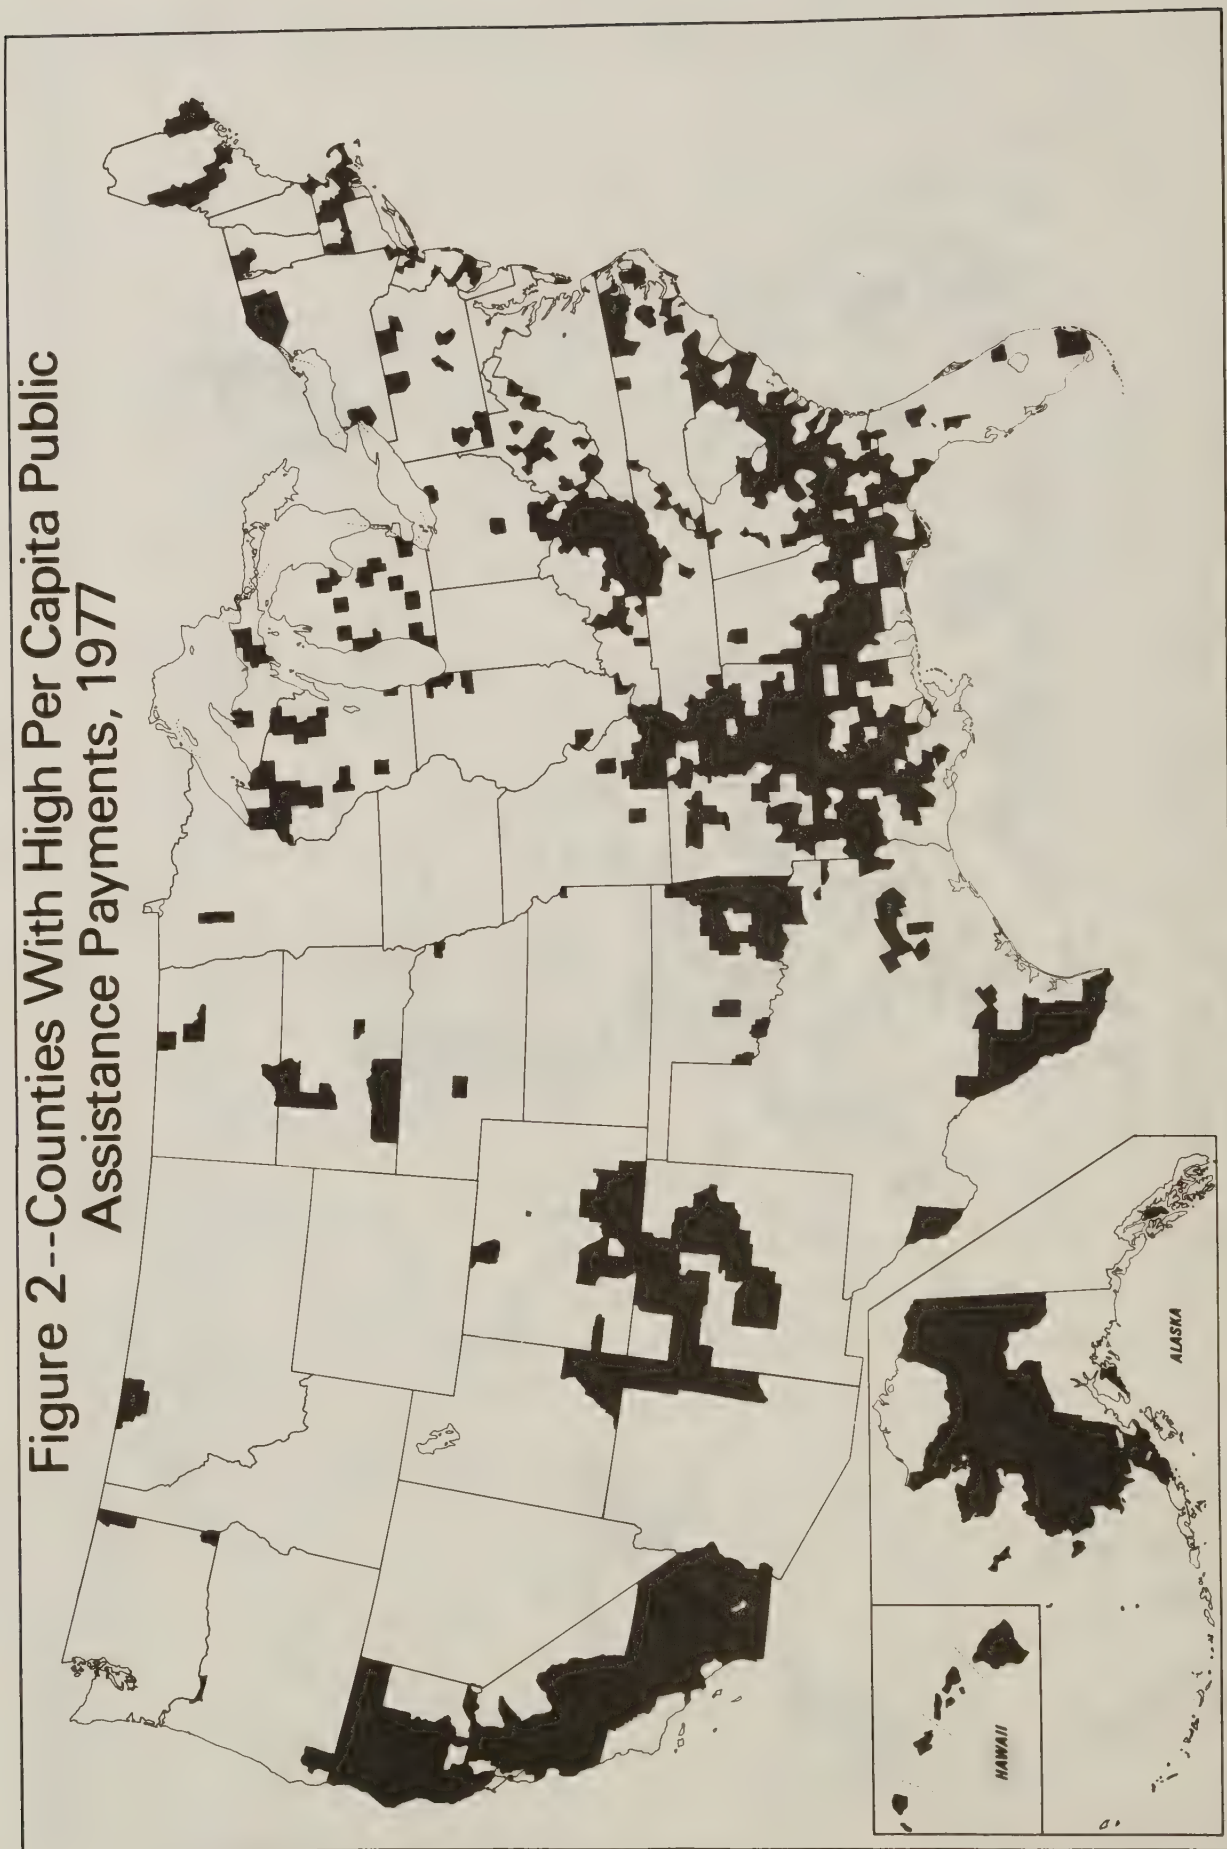 Figure 2--Counties With High Per Capita Public
Assistance Payments, 1977
HAWAII
ALASKA